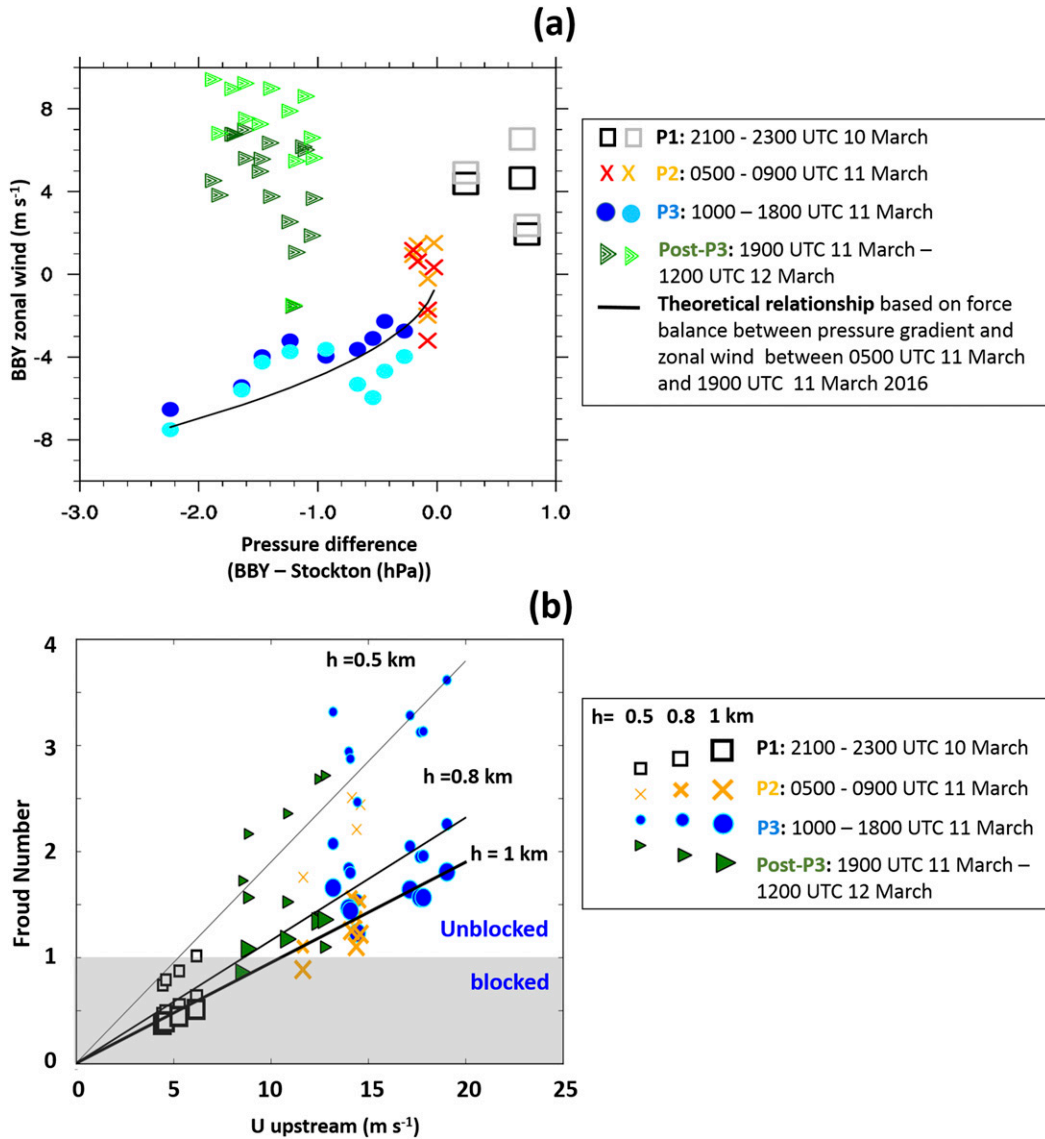 (a)
BBY zonal wind (m s-1)
8
4
0
-4
-8
-3.0 -2.0 -1.0 0.0 1.0
Pressure difference
(BBY – Stockton (hPa))
P1: 2100 - 2300 UTC 10 March
P2: 0500 - 0900 UTC 11 March
P3: 1000 – 1800 UTC 11 March
Post-P3: 1900 UTC 11 March –
1200 UTC 12 March
Theoretical relationship based on force
balance between pressure gradient and
zonal wind between 0500 UTC 11 March
and 1900 UTC 11 March 2016
(b)
Froud Number
4
3
2
1
0
h =0.5 km
h =0.8 km
h = 1 km
Unblocked
blocked
0 5 10 15 20 25
U upstream (m s-1)
h= 0.5 0.8 1 km
P1: 2100 - 2300 UTC 10 March
P2: 0500 - 0900 UTC 11 March
P3: 1000 – 1800 UTC 11 March
Post-P3: 1900 UTC 11 March –
1200 UTC 12 March